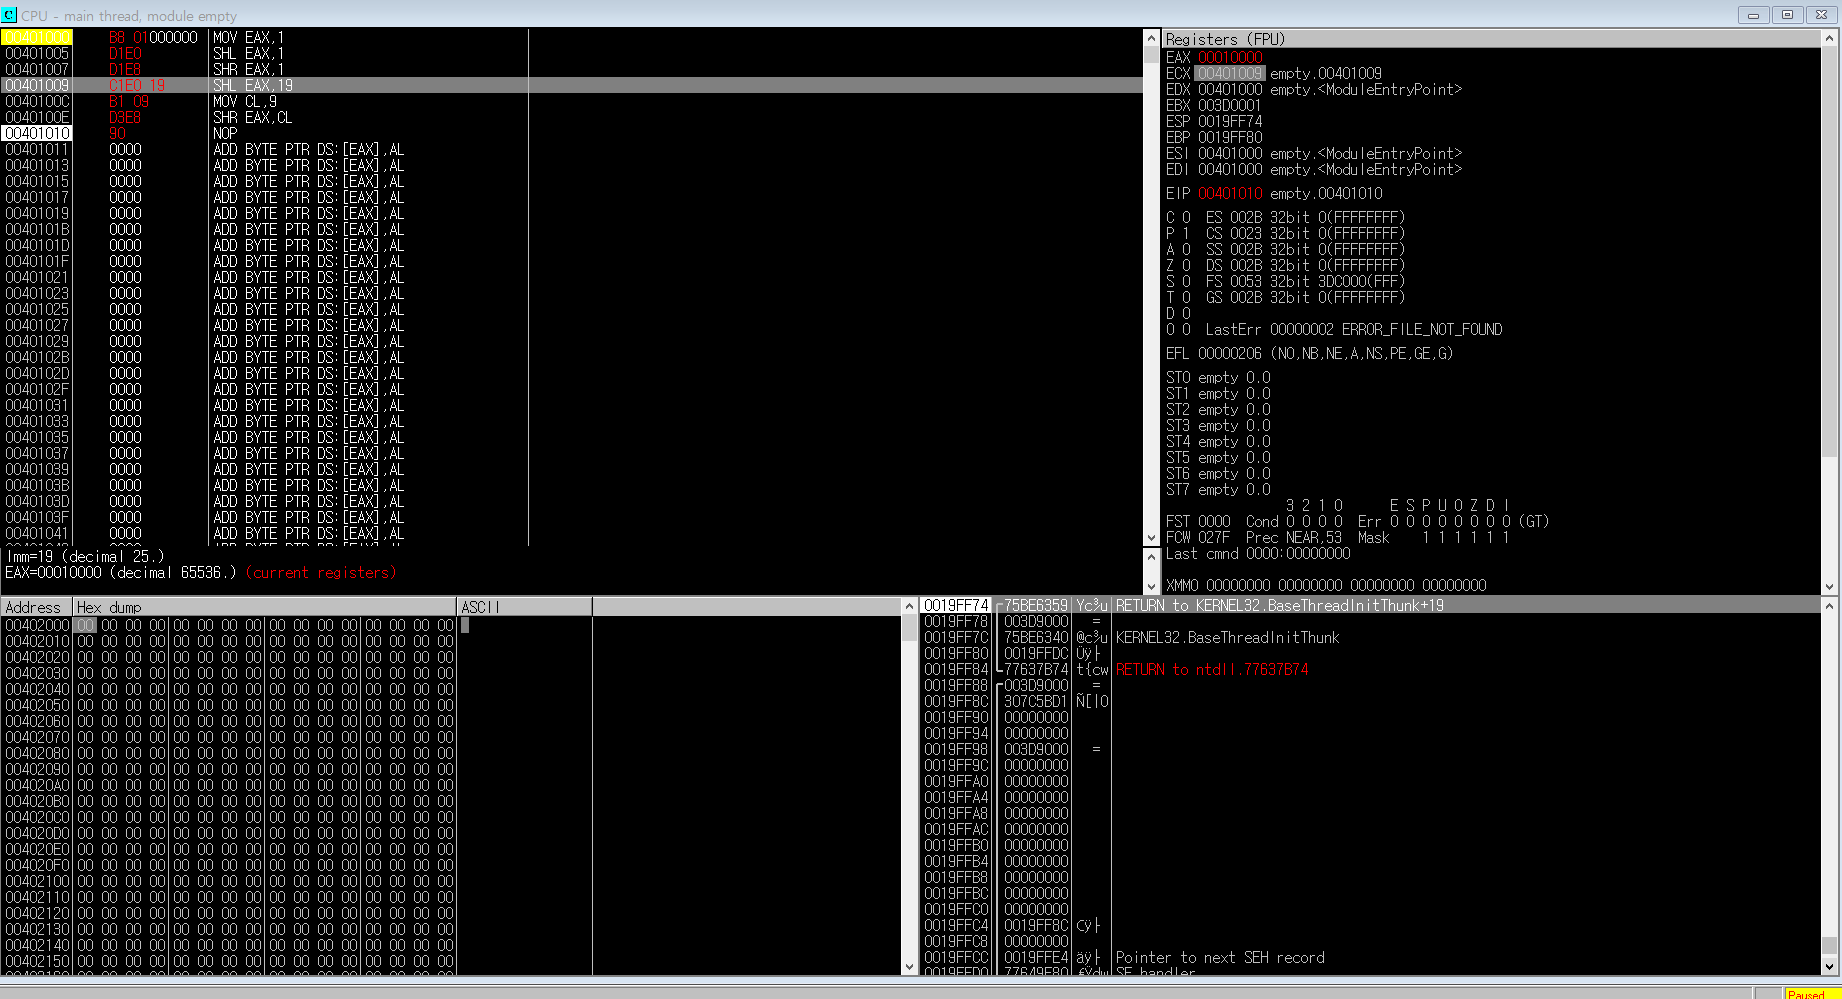 C CPU - main thread, module empty
00401000 B8 01000000 MOV EAX,1
00401005 D1E0 SHL EAX,1
00401007 D1E8 SHR EAX,1
00401009 C1E0 19 SHL EAX,19
0040100C B1 09 MOV CL,9
0040100E D3E8 SHR EAX,CL
00401010 90 NOP
00401011 0000 ADD BYTE PTR DS:[EAX],AL
00401013 0000 ADD BYTE PTR DS:[EAX],AL
00401015 0000 ADD BYTE PTR DS:[EAX],AL
00401017 0000 ADD BYTE PTR DS:[EAX],AL
00401019 0000 ADD BYTE PTR DS:[EAX],AL
0040101B 0000 ADD BYTE PTR DS:[EAX],AL
0040101D 0000 ADD BYTE PTR DS:[EAX],AL
0040101F 0000 ADD BYTE PTR DS:[EAX],AL
00401021 0000 ADD BYTE PTR DS:[EAX],AL
00401023 0000 ADD BYTE PTR DS:[EAX],AL
00401025 0000 ADD BYTE PTR DS:[EAX],AL
00401027 0000 ADD BYTE PTR DS:[EAX],AL
00401029 0000 ADD BYTE PTR DS:[EAX],AL
0040102B 0000 ADD BYTE PTR DS:[EAX],AL
0040102D 0000 ADD BYTE PTR DS:[EAX],AL
0040102F 0000 ADD BYTE PTR DS:[EAX],AL
00401031 0000 ADD BYTE PTR DS:[EAX],AL
00401033 0000 ADD BYTE PTR DS:[EAX],AL
00401035 0000 ADD BYTE PTR DS:[EAX],AL
00401037 0000 ADD BYTE PTR DS:[EAX],AL
00401039 0000 ADD BYTE PTR DS:[EAX],AL
0040103B 0000 ADD BYTE PTR DS:[EAX],AL
0040103D 0000 ADD BYTE PTR DS:[EAX],AL
0040103F 0000 ADD BYTE PTR DS:[EAX],AL
00401041 0000 ADD BYTE PTR DS:[EAX],AL
Imm=19 (decimal 25.)
EAX=00010000 (decimal 65536.) (current registers)
Registers (FPU)
EAX 00010000
ECX 00401009 empty.00401009
EDX 00401000 empty.<ModuleEntryPoint>
EBX 003D0001
ESP 0019FF74
EBP 0019FF80
ESI 00401000 empty.<ModuleEntryPoint>
EDI 00401000 empty.<ModuleEntryPoint>
EIP 00401010 empty.00401010
C 0 ES 002B 32bit 0(FFFFFFFF)
P 1 CS 0023 32bit 0(FFFFFFFF)
A 0 SS 002B 32bit 0(FFFFFFFF)
Z 0 DS 002B 32bit 0(FFFFFFFF)
S 0 FS 0053 32bit 3DC000(FFF)
T 0 GS 002B 32bit 0(FFFFFFFF)
D 0
O 0 LastErr 00000002 ERROR_FILE_NOT_FOUND
EFL 00000206 (NO,NB,NE,A,NS,PE,GE,G)
ST0 empty 0.0
ST1 empty 0.0
ST2 empty 0.0
ST3 empty 0.0
ST4 empty 0.0
ST5 empty 0.0
ST6 empty 0.0
ST7 empty 0.0
3 2 1 0 E S P U O Z D I
FST 0000 Cond 0 0 0 0 Err 0 0 0 0 0 0 0 0 (GT)
FCW 027F Prec NEAR,53 Mask 1 1 1 1 1 1
Last cmnd 0000:00000000
XMM0 00000000 00000000 00000000 00000000
Address Hex dump ASCII
00402000 00 00 00 00 00 00 00 00 00 00 00 00 00 00 00 00
00402010 00 00 00 00 00 00 00 00 00 00 00 00 00 00 00 00
00402020 00 00 00 00 00 00 00 00 00 00 00 00 00 00 00 00
00402030 00 00 00 00 00 00 00 00 00 00 00 00 00 00 00 00
00402040 00 00 00 00 00 00 00 00 00 00 00 00 00 00 00 00
00402050 00 00 00 00 00 00 00 00 00 00 00 00 00 00 00 00
00402060 00 00 00 00 00 00 00 00 00 00 00 00 00 00 00 00
00402070 00 00 00 00 00 00 00 00 00 00 00 00 00 00 00 00
00402080 00 00 00 00 00 00 00 00 00 00 00 00 00 00 00 00
00402090 00 00 00 00 00 00 00 00 00 00 00 00 00 00 00 00
004020A0 00 00 00 00 00 00 00 00 00 00 00 00 00 00 00 00
004020B0 00 00 00 00 00 00 00 00 00 00 00 00 00 00 00 00
004020C0 00 00 00 00 00 00 00 00 00 00 00 00 00 00 00 00
004020D0 00 00 00 00 00 00 00 00 00 00 00 00 00 00 00 00
004020E0 00 00 00 00 00 00 00 00 00 00 00 00 00 00 00 00
004020F0 00 00 00 00 00 00 00 00 00 00 00 00 00 00 00 00
00402100 00 00 00 00 00 00 00 00 00 00 00 00 00 00 00 00
00402110 00 00 00 00 00 00 00 00 00 00 00 00 00 00 00 00
00402120 00 00 00 00 00 00 00 00 00 00 00 00 00 00 00 00
00402130 00 00 00 00 00 00 00 00 00 00 00 00 00 00 00 00
00402140 00 00 00 00 00 00 00 00 00 00 00 00 00 00 00 00
00402150 00 00 00 00 00 00 00 00 00 00 00 00 00 00 00 00
0019FF74 75BE6359 Yc³u RETURN to KERNEL32.BaseThreadInitThunk+19
0019FF78 003D9000 =
0019FF7C 75BE6340 @c³u KERNEL32.BaseThreadInitThunk
0019FF80 0019FFDC Üÿ├
0019FF84 77637B74 t{cw RETURN to ntdll.77637B74
0019FF88 003D9000 =
0019FF8C 307C5BD1 Ñ[|0
0019FF90 00000000
0019FF94 00000000
0019FF98 003D9000 =
0019FF9C 00000000
0019FFA0 00000000
0019FFA4 00000000
0019FFA8 00000000
0019FFAC 00000000
0019FFB0 00000000
0019FFB4 00000000
0019FFB8 00000000
0019FFBC 00000000
0019FFC0 00000000
0019FFC4 0019FF8C Cÿ├
0019FFC8 00000000
0019FFCC 0019FFE4 äÿ├ Pointer to next SEH record
0019FFD0 77649F80 SE handler
Paused